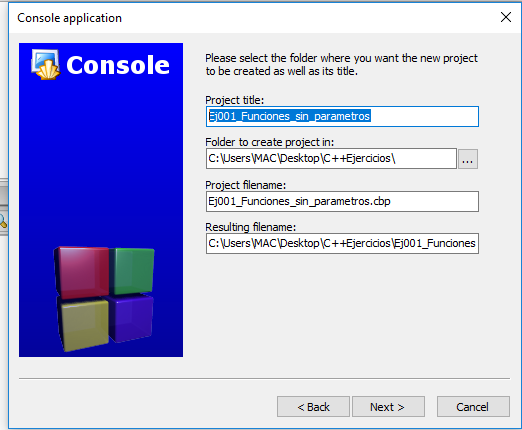 Console application
Console
Please select the folder where you want the new project
to be created as well as its title.
Project title:
Ej001_Funciones_sin_parametros
Folder to create project in:
C:\Users\MAC\Desktop\C++Ejercicios\
...
Project filename:
Ej001_Funciones_sin_parametros.cbp
Resulting filename:
C:\Users\MAC\Desktop\C++Ejercicios\Ej001_Funciones
< Back
Next >
Cancel